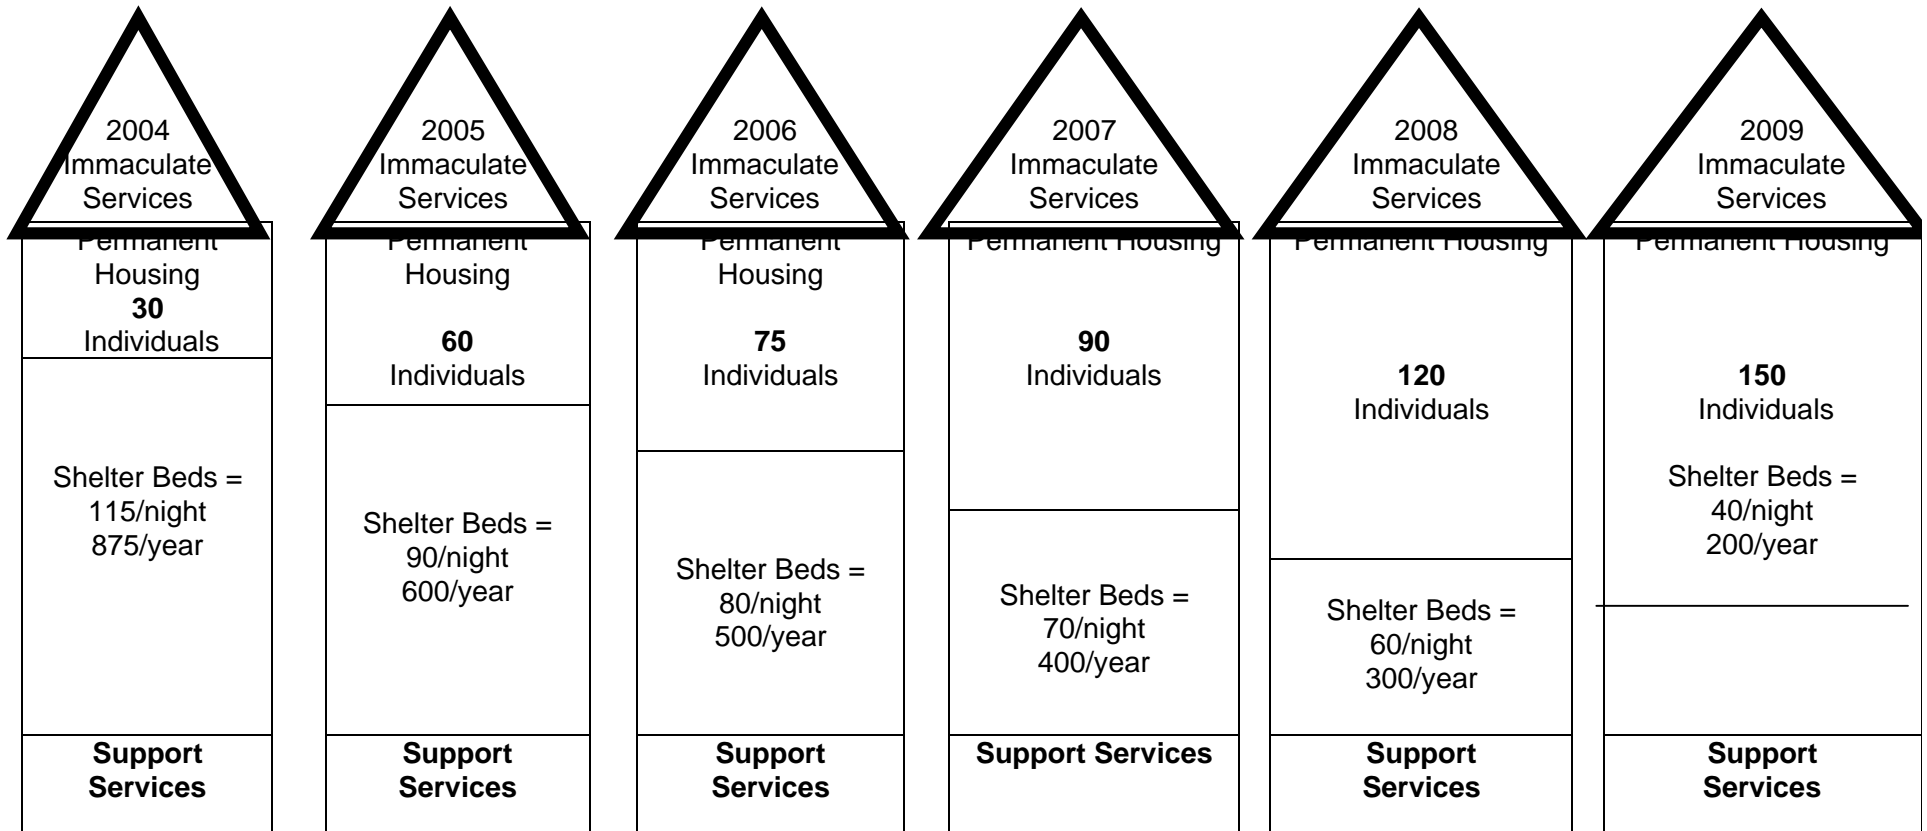 2004
Immaculate
Services
Permanent
Housing
30
Individuals
Shelter Beds =
115/night
875/year
Support
Services
2005
Immaculate
Services
Permanent
Housing
60
Individuals
Shelter Beds =
90/night
600/year
Support
Services
2006
Immaculate
Services
Permanent
Housing
75
Individuals
Shelter Beds =
80/night
500/year
Support
Services
2007
Immaculate
Services
Permanent Housing
90
Individuals
Shelter Beds =
70/night
400/year
Support Services
2008
Immaculate
Services
Permanent Housing
120
Individuals
Shelter Beds =
60/night
300/year
Support
Services
2009
Immaculate
Services
Permanent Housing
150
Individuals
Shelter Beds =
40/night
200/year
Support
Services